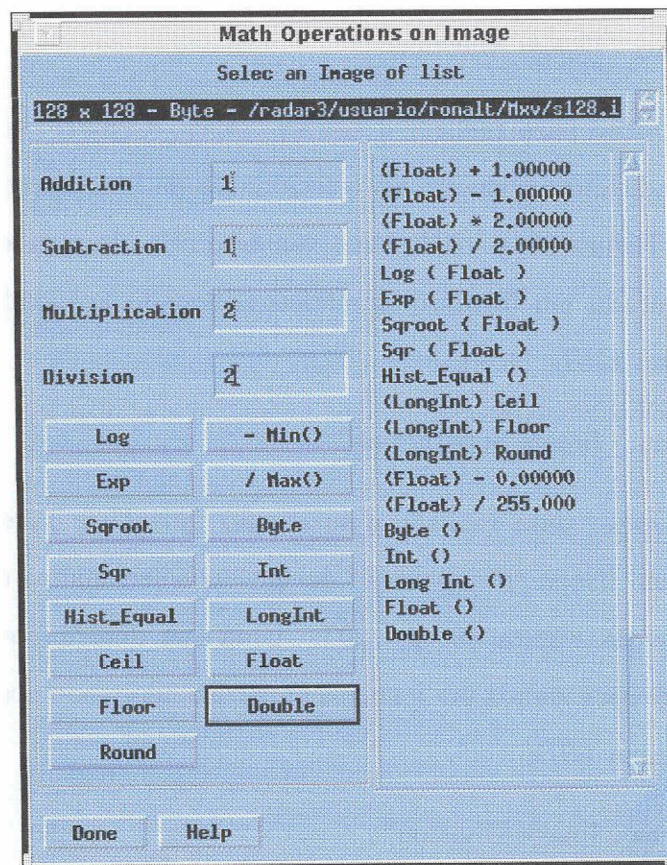 Math Operations on Image
Selec an Image of list
128 x 128 - Byte - /radar3/usuario/ronalt/Mxv/s128.i
Addition 1
Subtraction 1
Multiplication 2
Division 2
Log - Min()
Exp / Max()
Sqroot Byte
Sqr Int
Hist_Equal LongInt
Ceil Float
Floor Double
Round
(Float) + 1.00000
(Float) - 1.00000
(Float) * 2.00000
(Float) / 2.00000
Log ( Float )
Exp ( Float )
Sqroot ( Float )
Sqr ( Float )
Hist_Equal ()
(LongInt) Ceil
(LongInt) Floor
(LongInt) Round
(Float) - 0.00000
(Float) / 255.000
Byte ()
Int ()
Long Int ()
Float ()
Double ()
Done Help